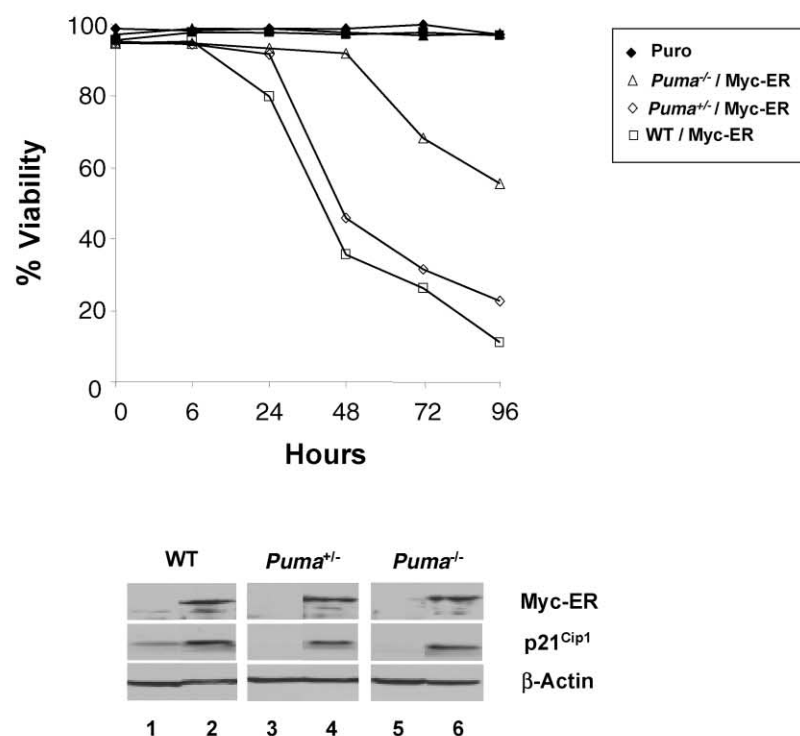 100
80
60
40
20
0
% Viability
0 6 24 48 72 96
Hours
Puro
Puma-/- / Myc-ER
Puma+/- / Myc-ER
WT / Myc-ER
WT Puma+/- Puma-/-
Myc-ER
p21Cip1
β-Actin
1 2 3 4 5 6